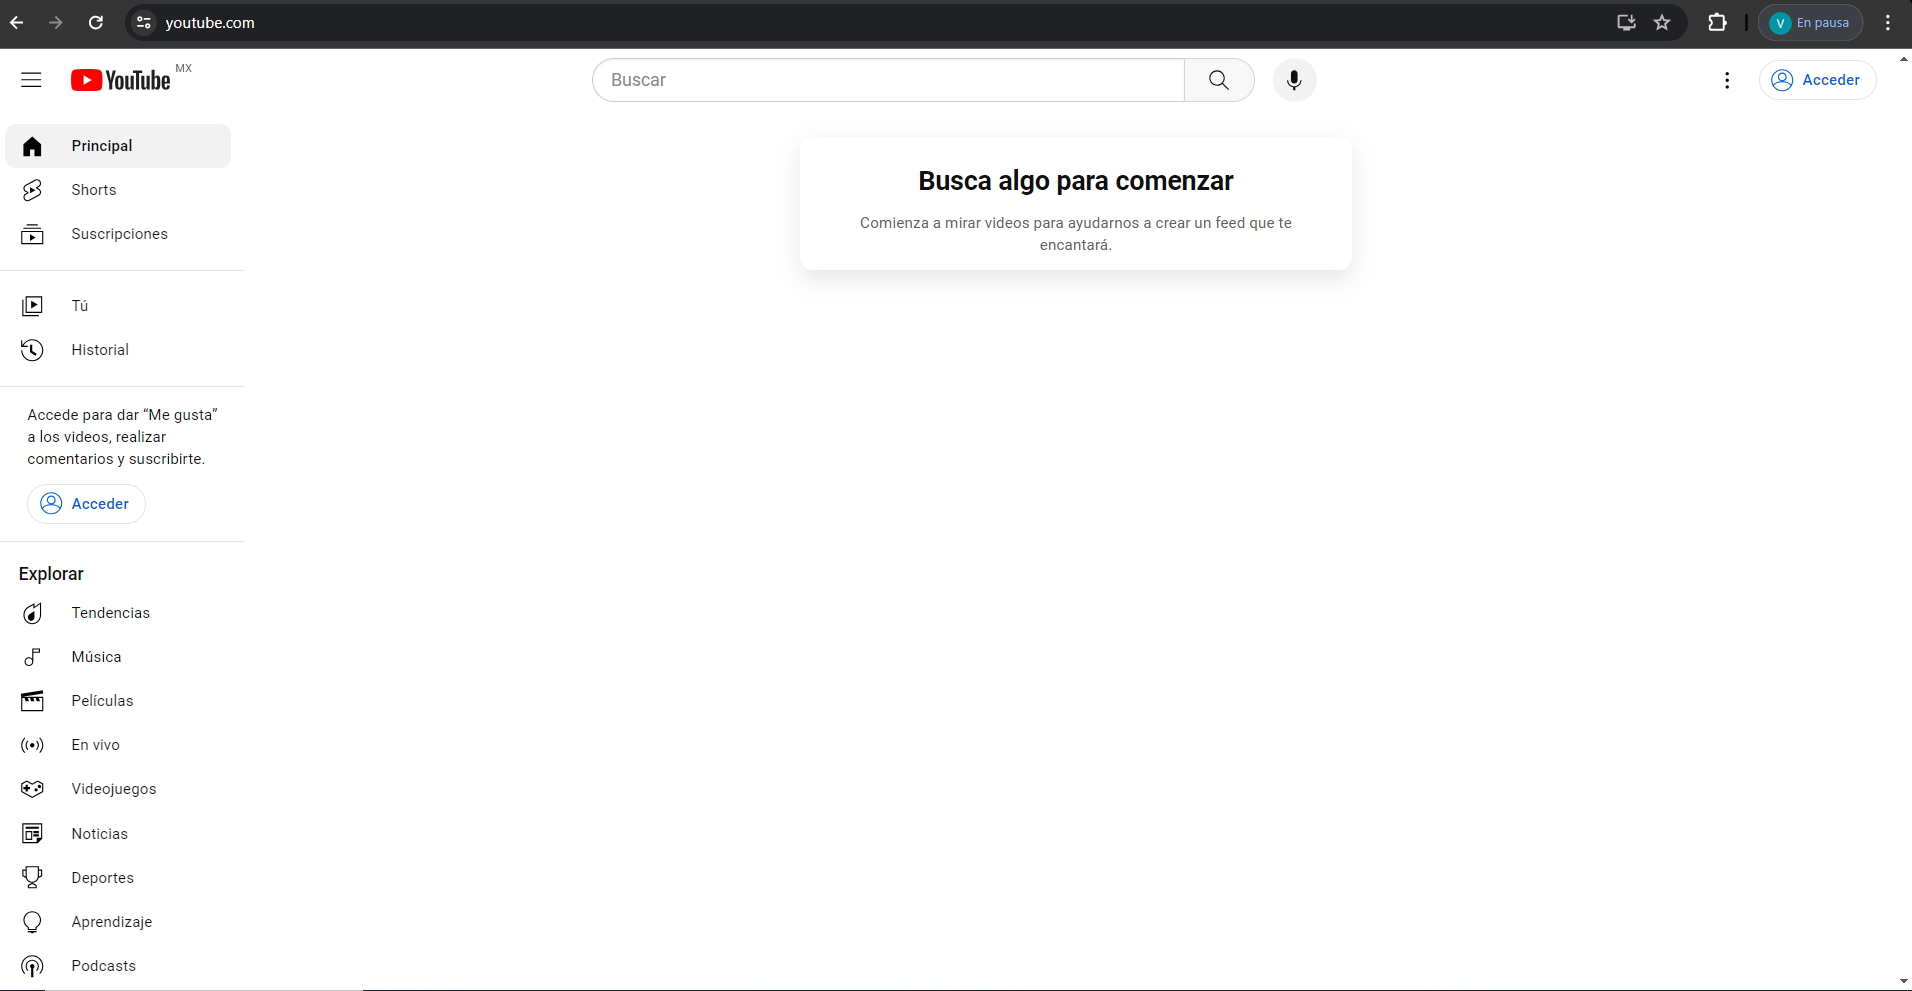 youtube.com
V En pausa
YouTube MX
Buscar
Acceder
Principal
Shorts
Suscripciones
Tú
Historial
Accede para dar “Me gusta”
a los videos, realizar
comentarios y suscribirte.
Acceder
Explorar
Tendencias
Música
Películas
En vivo
Videojuegos
Noticias
Deportes
Aprendizaje
Podcasts
Busca algo para comenzar
Comienza a mirar videos para ayudarnos a crear un feed que te
encantará.